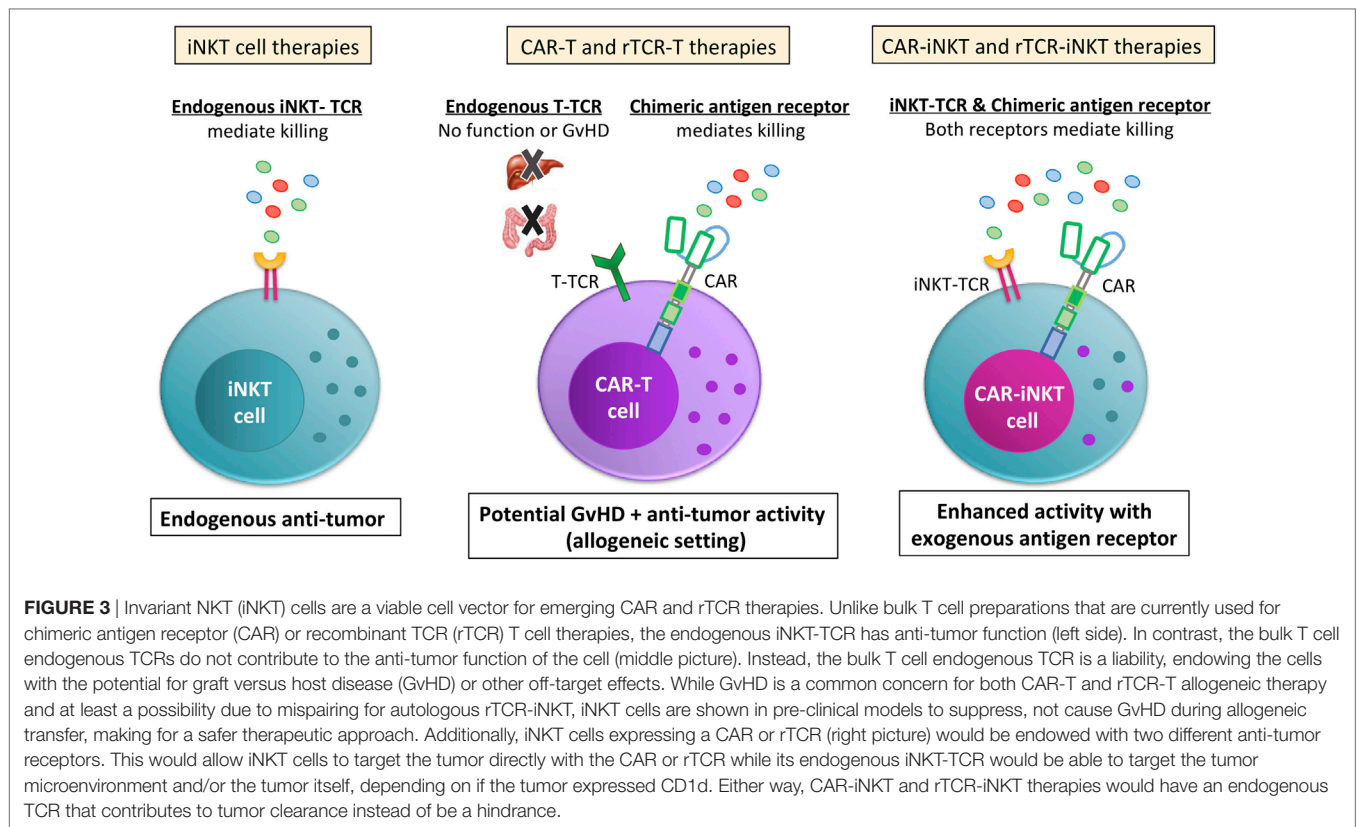 iNKT cell therapies
Endogenous iNKT- TCR
mediate killing
iNKT
cell
Endogenous anti-tumor
CAR-T and rTCR-T therapies
Endogenous T-TCR
No function or GvHD
Chimeric antigen receptor
mediates killing
T-TCR
CAR
CAR-T
cell
Potential GvHD + anti-tumor activity
(allogeneic setting)
CAR-iNKT and rTCR-iNKT therapies
iNKT-TCR & Chimeric antigen receptor
Both receptors mediate killing
iNKT-TCR
CAR
CAR-iNKT
cell
Enhanced activity with
exogenous antigen receptor
FIGURE 3 | Invariant NKT (iNKT) cells are a viable cell vector for emerging CAR and rTCR therapies. Unlike bulk T cell preparations that are currently used for
chimeric antigen receptor (CAR) or recombinant TCR (rTCR) T cell therapies, the endogenous iNKT-TCR has anti-tumor function (left side). In contrast, the bulk T cell
endogenous TCRs do not contribute to the anti-tumor function of the cell (middle picture). Instead, the bulk T cell endogenous TCR is a liability, endowing the cells
with the potential for graft versus host disease (GvHD) or other off-target effects. While GvHD is a common concern for both CAR-T and rTCR-T allogeneic therapy
and at least a possibility due to mispairing for autologous rTCR-iNKT, iNKT cells are shown in pre-clinical models to suppress, not cause GvHD during allogeneic
transfer, making for a safer therapeutic approach. Additionally, iNKT cells expressing a CAR or rTCR (right picture) would be endowed with two different anti-tumor
receptors. This would allow iNKT cells to target the tumor directly with the CAR or rTCR while its endogenous iNKT-TCR would be able to target the tumor
microenvironment and/or the tumor itself, depending on if the tumor expressed CD1d. Either way, CAR-iNKT and rTCR-iNKT therapies would have an endogenous
TCR that contributes to tumor clearance instead of be a hindrance.